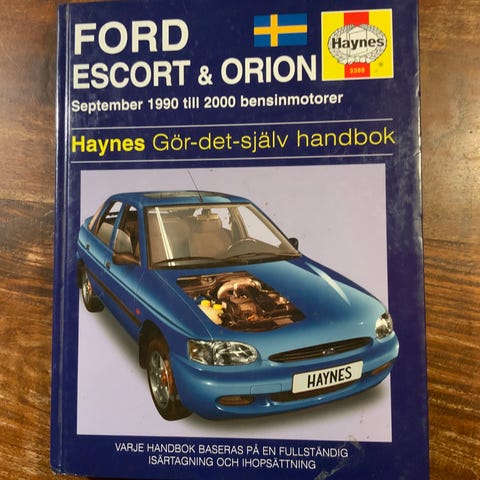 FORD
ESCORT & ORION
Haynes
3389
®
September 1990 till 2000 bensinmotorer
Haynes Gör-det-själv handbok
HAYNES
VARJE HANDBOK BASERAS PÅ EN FULLSTÄNDIG
ISÄRTAGNING OCH IHOPSÄTTNING